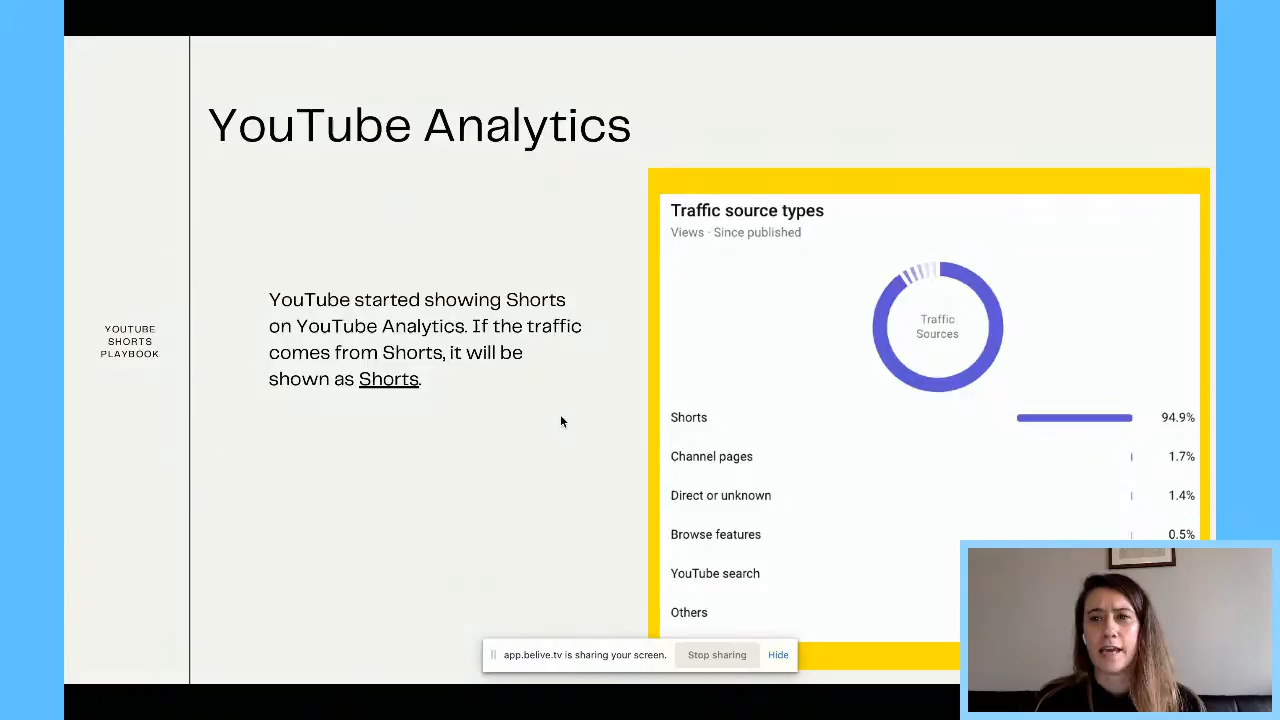 YouTube Analytics
YOUTUBE
SHORTS
PLAYBOOK
YouTube started showing Shorts
on YouTube Analytics. If the traffic
comes from Shorts, it will be
shown as Shorts.
Traffic source types
Views · Since published
Traffic
Sources
Shorts 94.9%
Channel pages 1.7%
Direct or unknown 1.4%
Browse features 0.5%
YouTube search
Others
app.belive.tv is sharing your screen. Stop sharing Hide